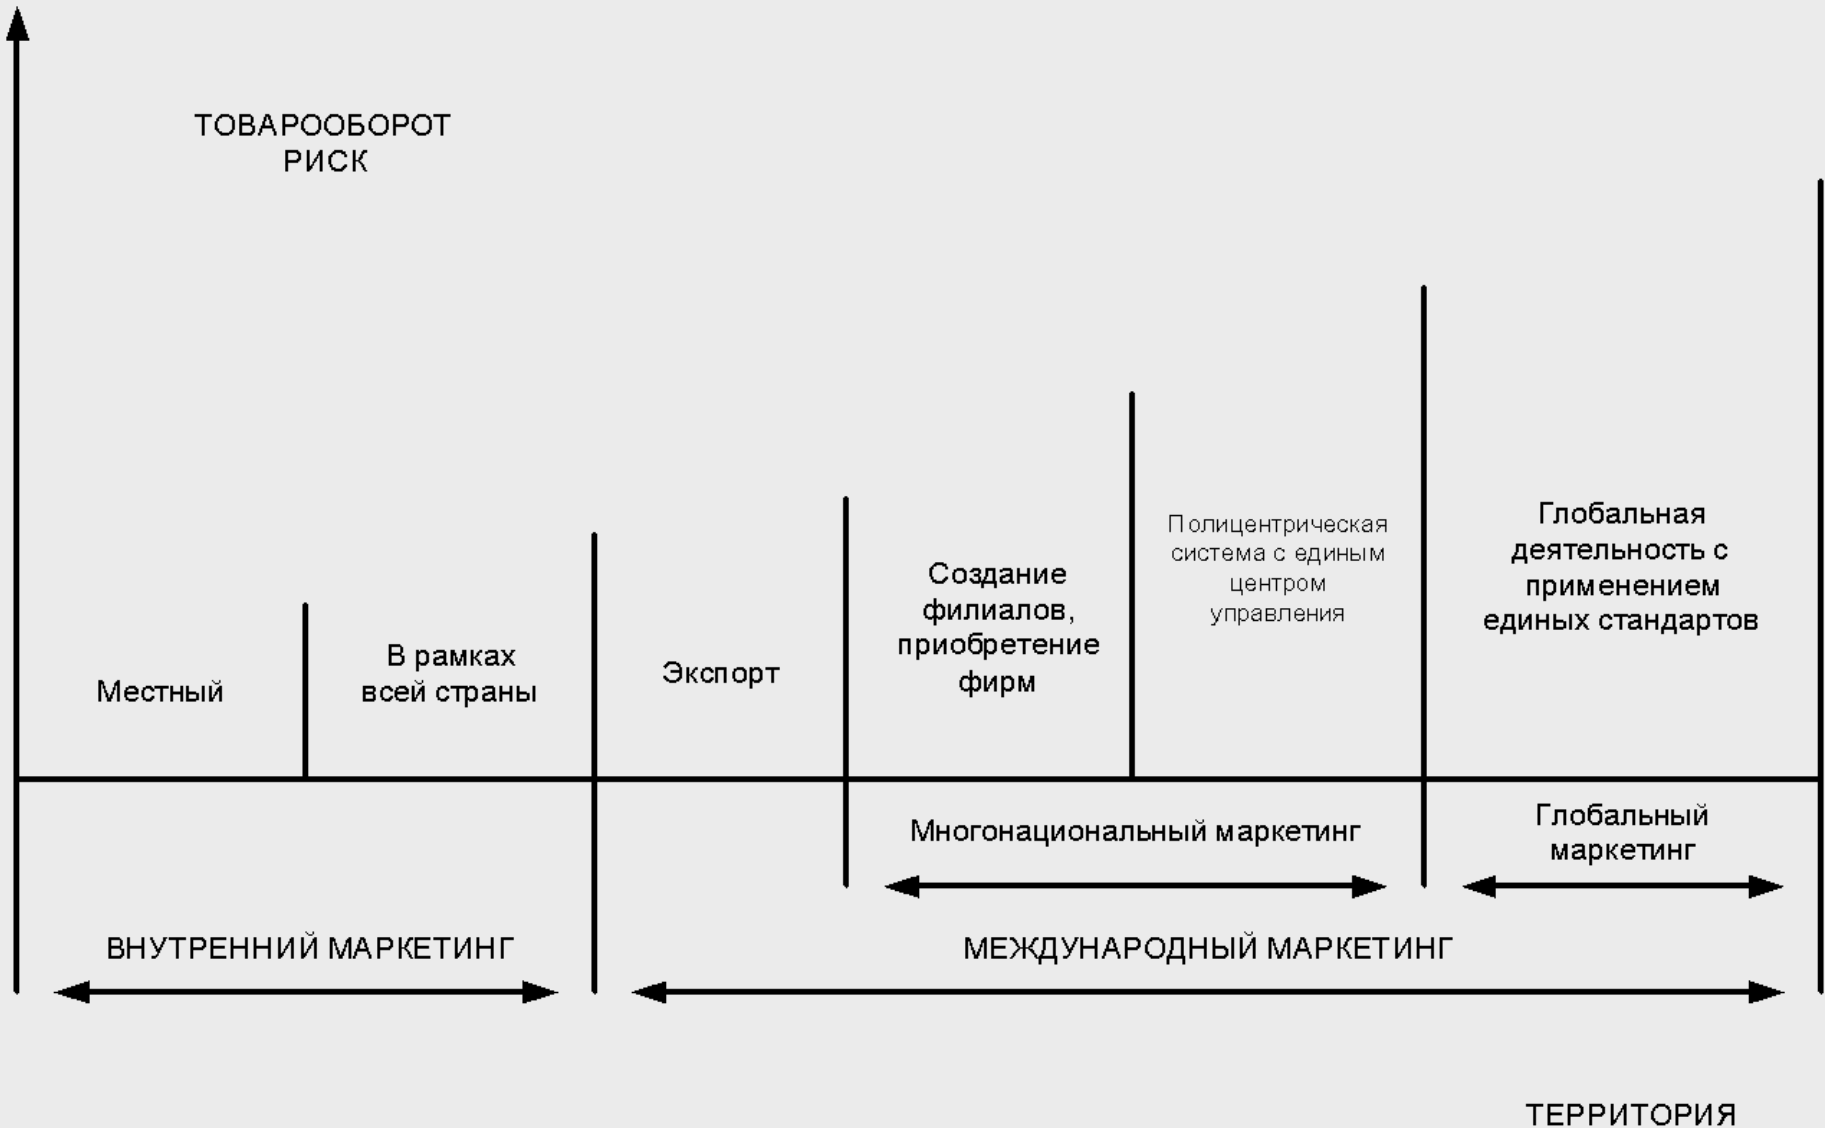 ТОВАРООБОРОТ
РИСК
Местный
В рамках
всей страны
Экспорт
Создание
филиалов,
приобретение
фирм
Полицентрическая
система с единым
центром
управления
Глобальная
деятельность с
применением
единых стандартов
Многонациональный маркетинг
Глобальный
маркетинг
ВНУТРЕННИЙ МАРКЕТИНГ
МЕЖДУНАРОДНЫЙ МАРКЕТИНГ
ТЕРРИТОРИЯ